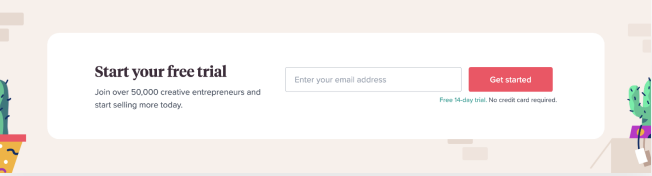 Start your free trial
Join over 50,000 creative entrepreneurs and
start selling more today.
Enter your email address
Get started
Free 14-day trial. No credit card required.